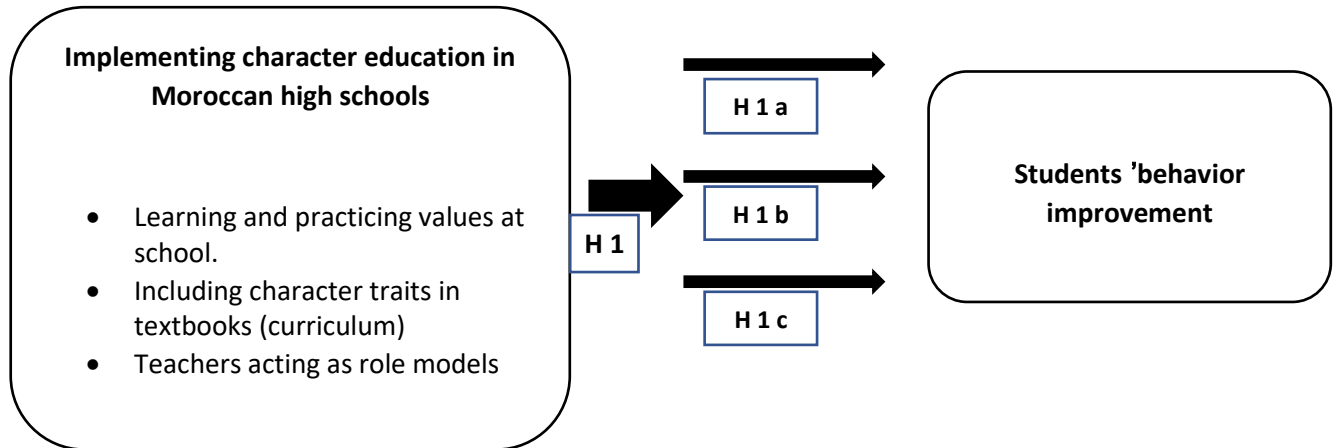 Implementing character education in
Moroccan high schools
• Learning and practicing values at
school.
• Including character traits in
textbooks (curriculum)
• Teachers acting as role models
H 1
H 1 a
H 1 b
H 1 c
Students ’behavior
improvement